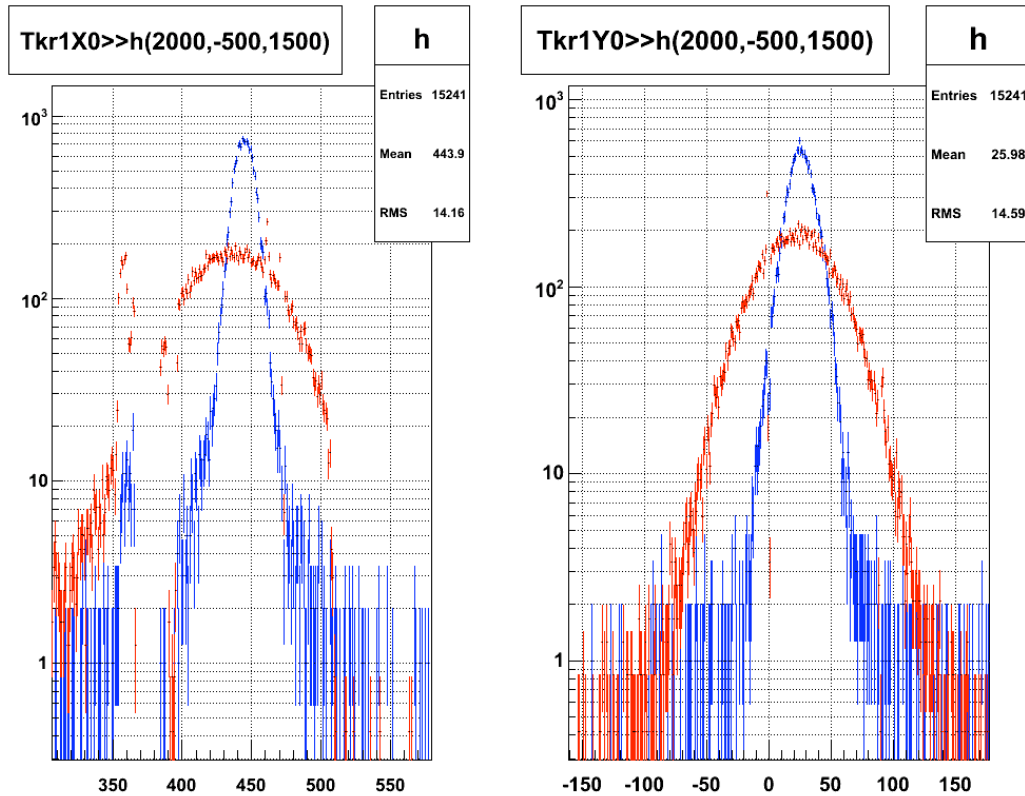 Tkr1X0>>h(2000,-500,1500)
h
Entries 15241
Mean 443.9
RMS 14.16
10³
10²
10
1
350 400 450 500 550
Tkr1Y0>>h(2000,-500,1500)
h
Entries 15241
Mean 25.98
RMS 14.59
10³
10²
10
1
-150 -100 -50 0 50 100 150